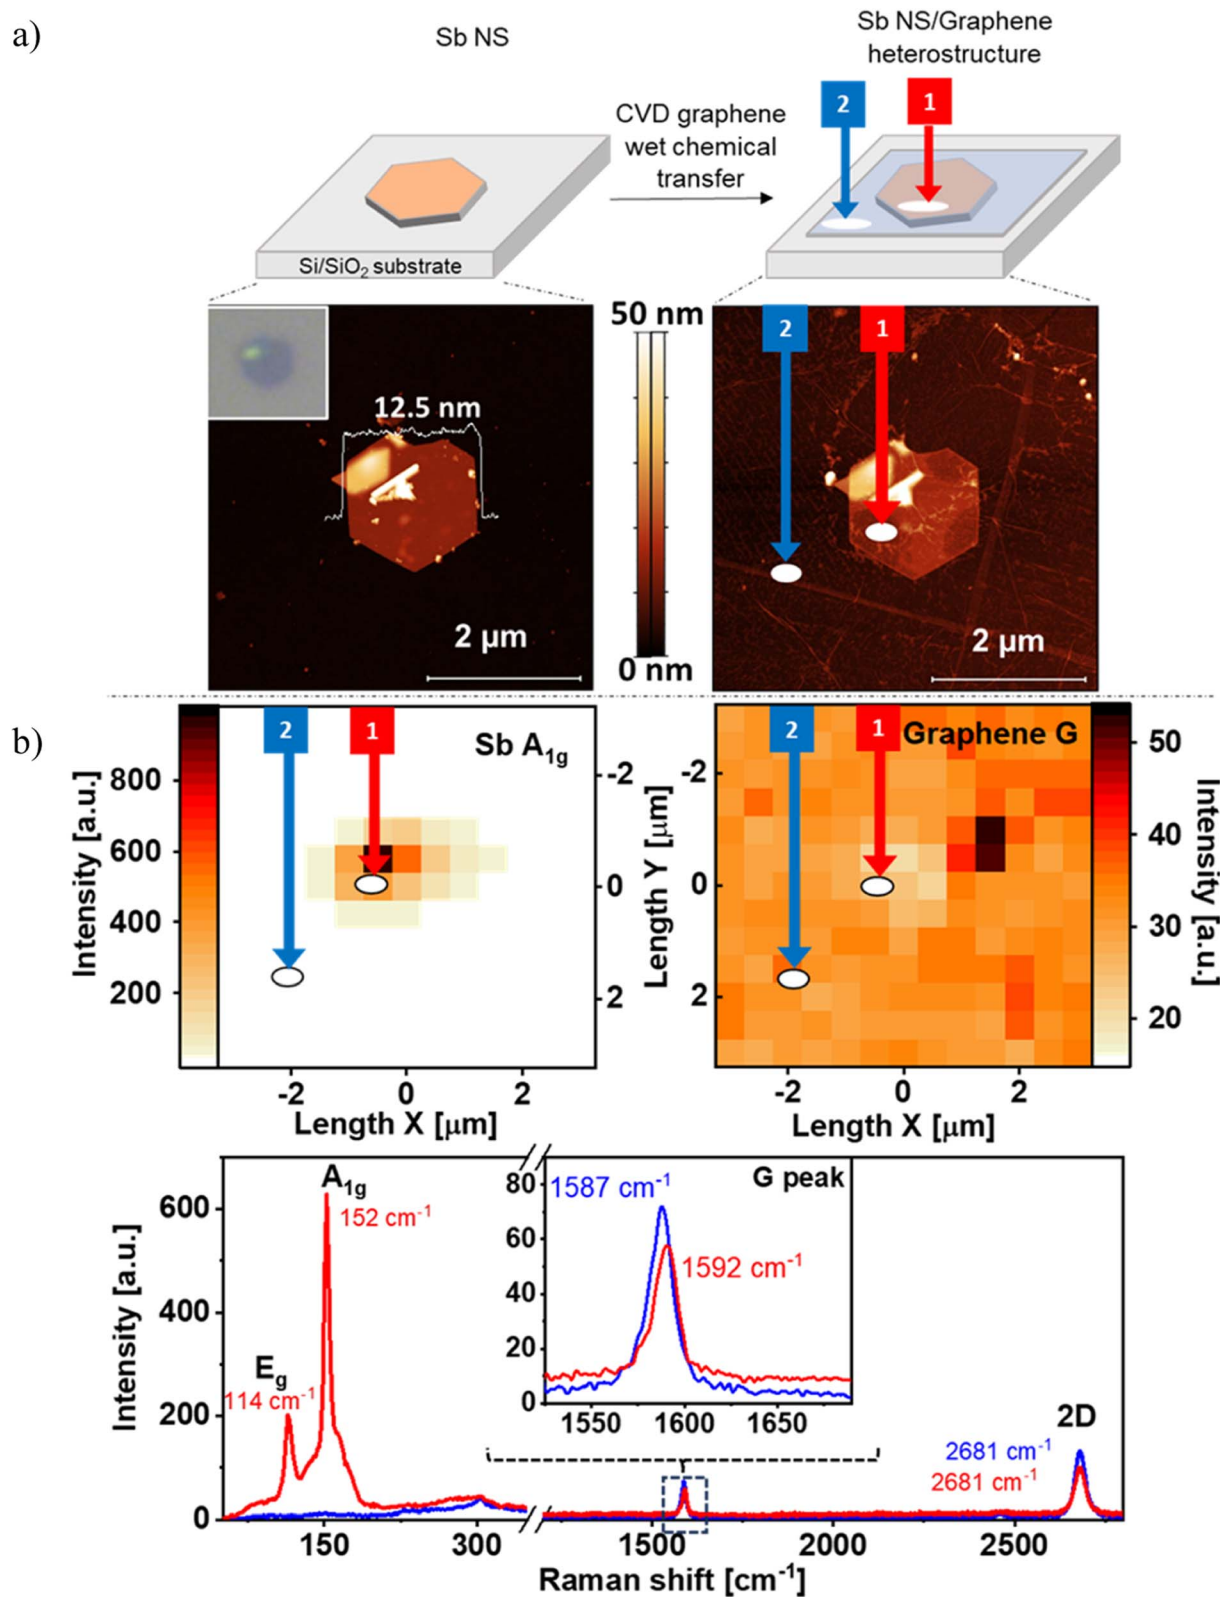 a)
Sb NS
Sb NS/Graphene
heterostructure
2
1
CVD graphene
wet chemical
transfer
Si/SiO₂ substrate
50 nm
2
1
12.5 nm
2 μm
0 nm
2 μm
b)
2
1
Sb A₁g
2
1
Graphene G
Intensity [a.u.]
800
600
400
200
-2
0
2
Length Y [μm]
-2
0
2
50
40
30
20
Intensity [a.u.]
-2
0
2
Length X [μm]
-2
0
2
Length X [μm]
Intensity [a.u.]
600
400
200
0
A₁g
152 cm⁻¹
Eg
114 cm⁻¹
80
60
40
20
0
1587 cm⁻¹
G peak
1592 cm⁻¹
1550
1600
1650
2D
2681 cm⁻¹
2681 cm⁻¹
150
300
1500
2000
2500
Raman shift [cm⁻¹]